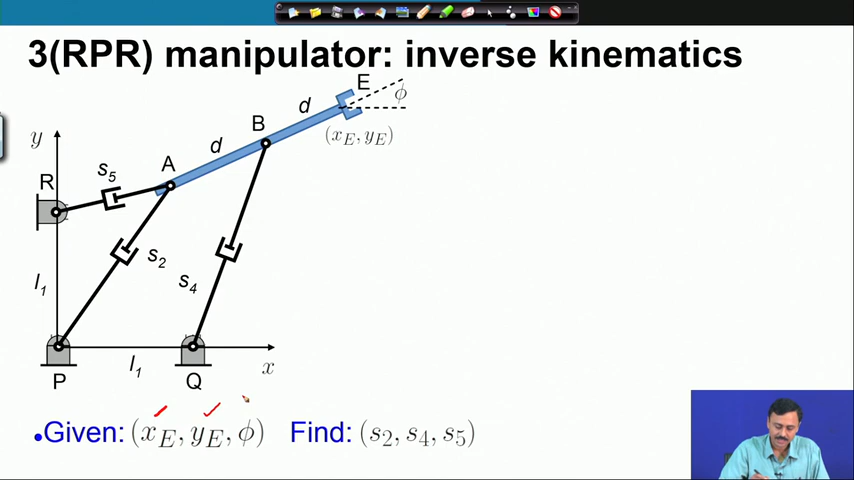 3(RPR) manipulator: inverse kinematics
E
ϕ
d
B
(x_E, y_E)
y
d
A
s_5
R
s_2
s_4
l_1
l_1
x
P
Q
•Given: (x_E, y_E, ϕ) Find: (s_2, s_4, s_5)